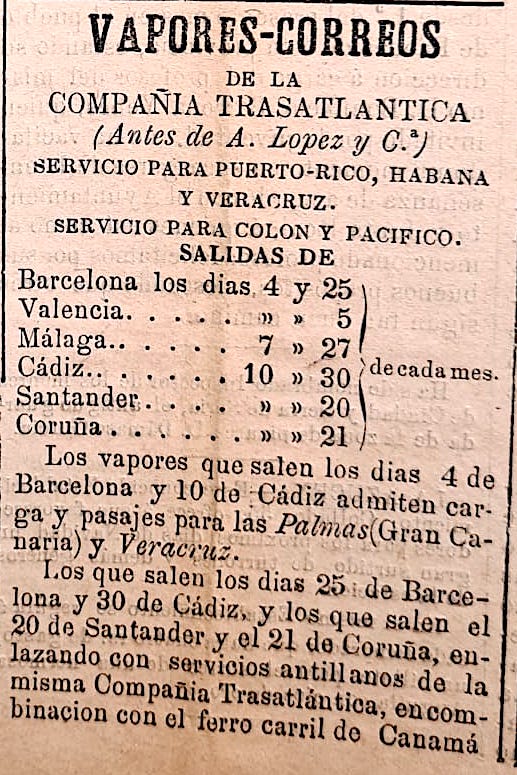 VAPORES-CORREOS
DE LA
COMPAÑIA TRASATLANTICA
(Antes de A. Lopez y C.ª)
SERVICIO PARA PUERTO-RICO, HABANA
Y VERACRUZ.
SERVICIO PARA COLON Y PACIFICO.
SALIDAS DE
Barcelona los dias 4 y 25
Valencia. . . . . » » 5
Málaga. . . . . . 7 » 27
Cádiz. . . . . . 10 » 30 de cada mes.
Santander. . . . . » » 20
Coruña . . . . . . » » 21
Los vapores que salen los dias 4 de
Barcelona y 10 de Cádiz admiten car-
ga y pasajes para las Palmas (Gran Ca-
naria) y Veracruz.
Los que salen los dias 25 de Barce-
lona y 30 de Cádiz, y los que salen el
20 de Santander y el 21 de Coruña, en-
lazando con servicios antillanos de la
misma Compañia Trasatlántica, en com-
binacion con el ferro carril de Canamá